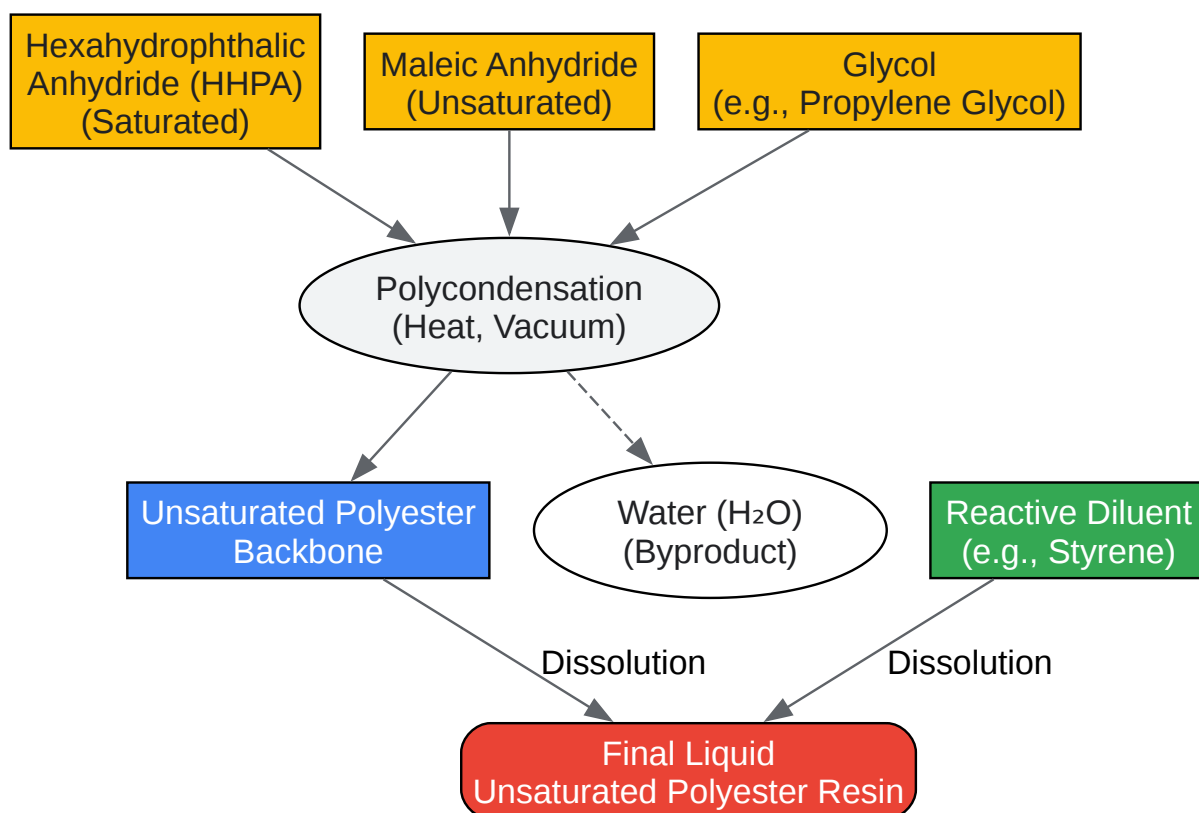 Hexahydrophthalic
Anhydride (HHPA)
(Saturated)
Maleic Anhydride
(Unsaturated)
Glycol
(e.g., Propylene Glycol)
Polycondensation
(Heat, Vacuum)
Unsaturated Polyester
Backbone
Water (H₂O)
(Byproduct)
Reactive Diluent
(e.g., Styrene)
Dissolution
Dissolution
Final Liquid
Unsaturated Polyester Resin